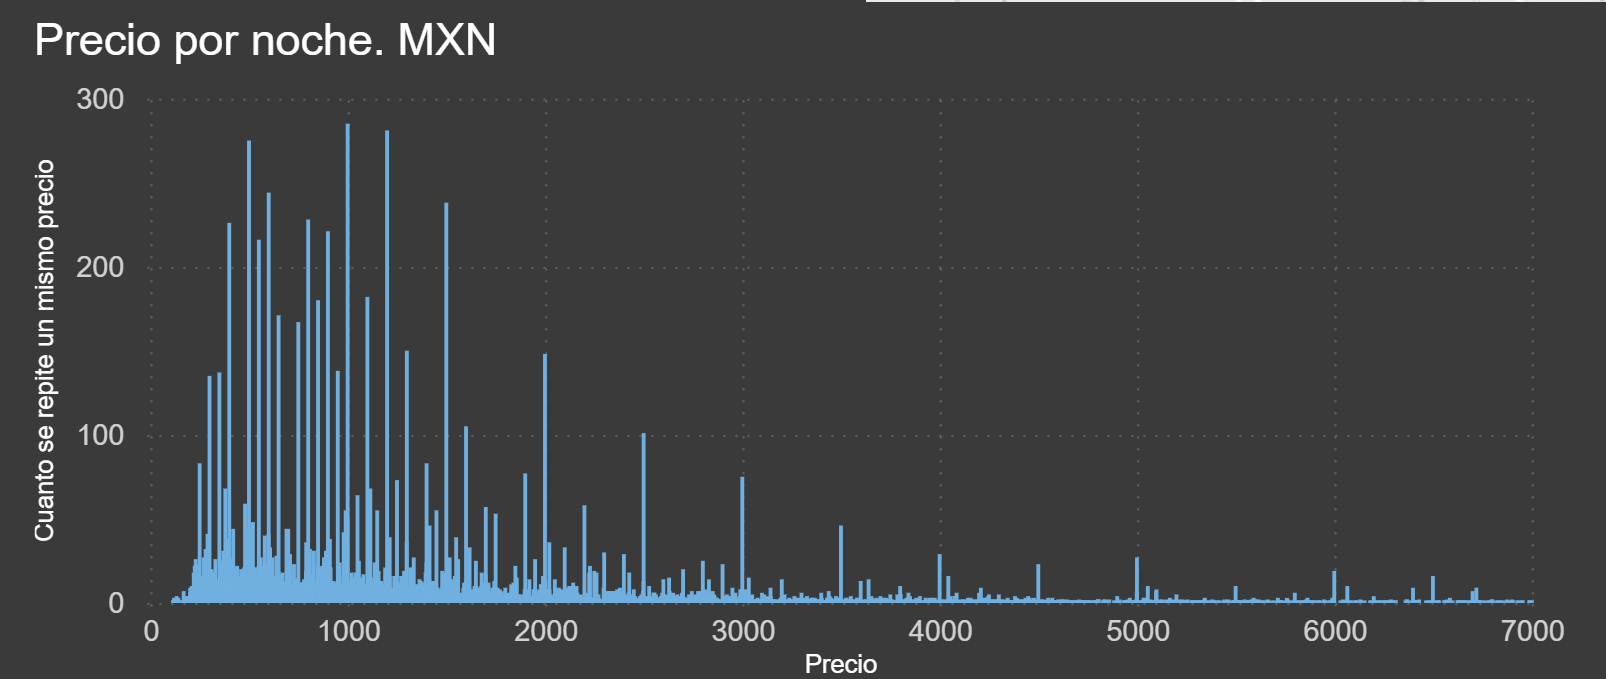 Precio por noche. MXN
Cuanto se repite un mismo precio
300
200
100
0
0 1000 2000 3000 4000 5000 6000 7000
Precio